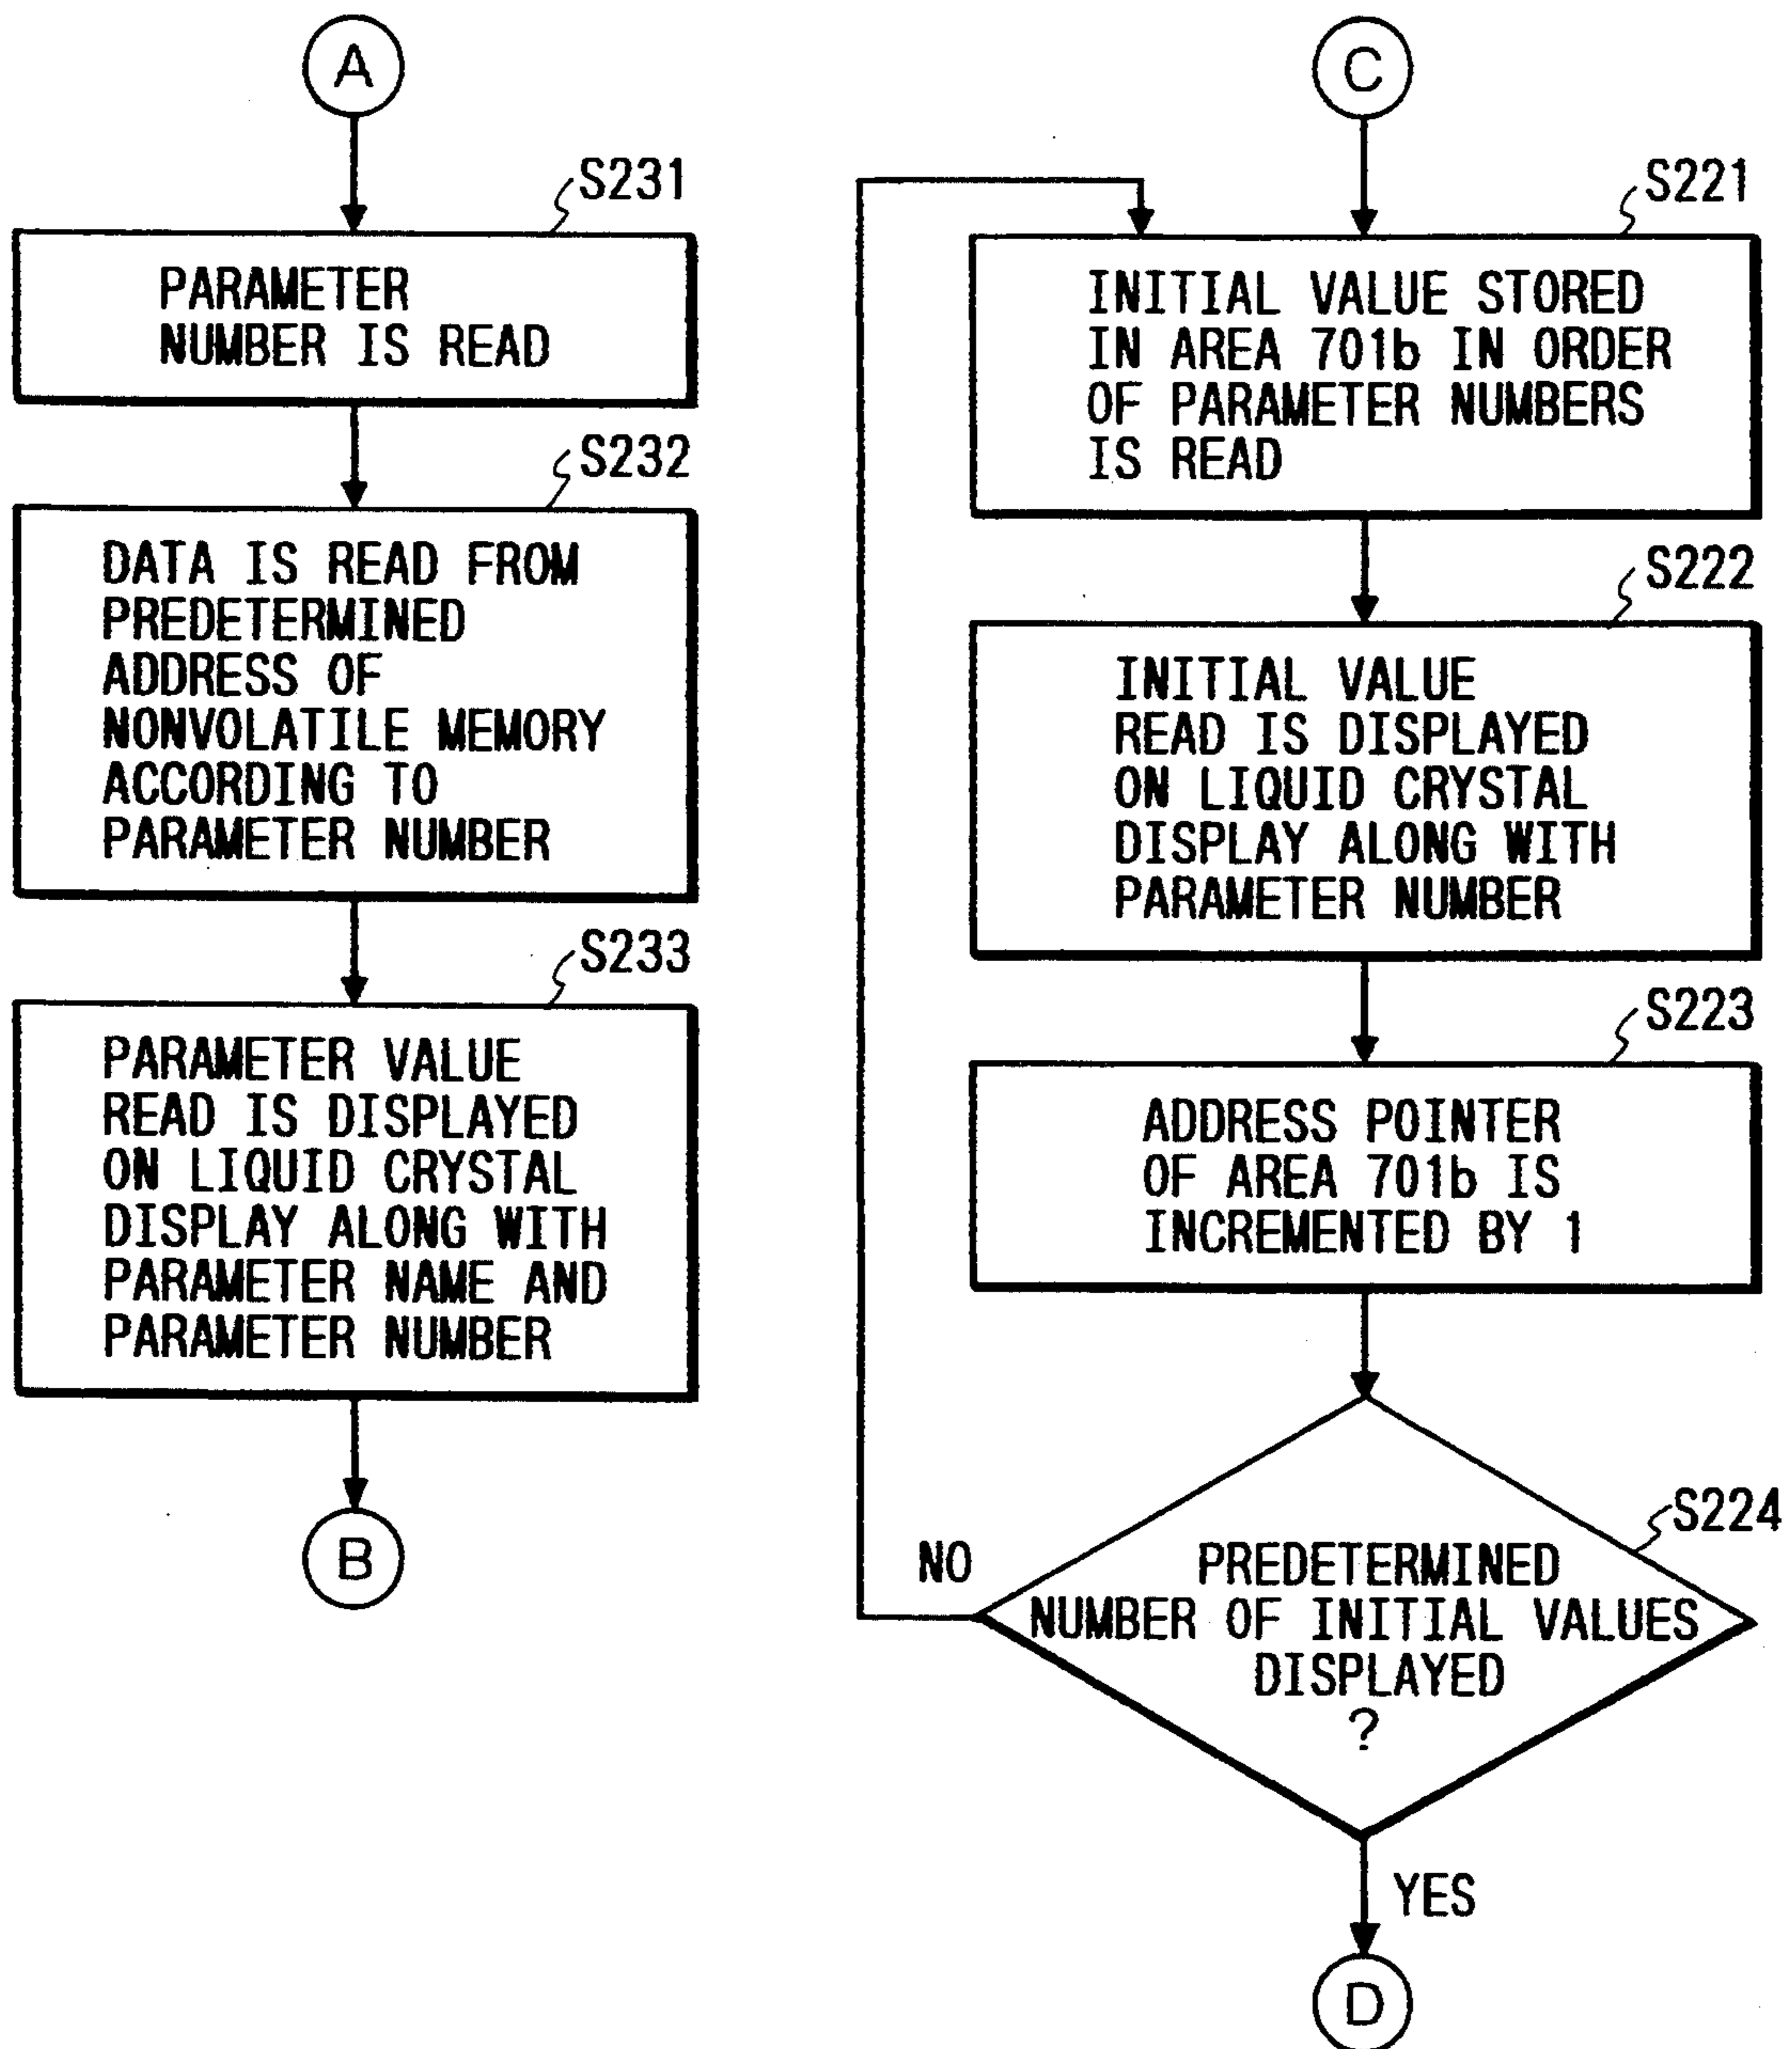 A
S231
PARAMETER
NUMBER IS READ
S232
DATA IS READ FROM
PREDETERMINED
ADDRESS OF
NONVOLATILE MEMORY
ACCORDING TO
PARAMETER NUMBER
S233
PARAMETER VALUE
READ IS DISPLAYED
ON LIQUID CRYSTAL
DISPLAY ALONG WITH
PARAMETER NAME AND
PARAMETER NUMBER
B
C
S221
INITIAL VALUE STORED
IN AREA 701b IN ORDER
OF PARAMETER NUMBERS
IS READ
S222
INITIAL VALUE
READ IS DISPLAYED
ON LIQUID CRYSTAL
DISPLAY ALONG WITH
PARAMETER NUMBER
S223
ADDRESS POINTER
OF AREA 701b IS
INCREMENTED BY 1
S224
NO
PREDETERMINED
NUMBER OF INITIAL VALUES
DISPLAYED
?
YES
D